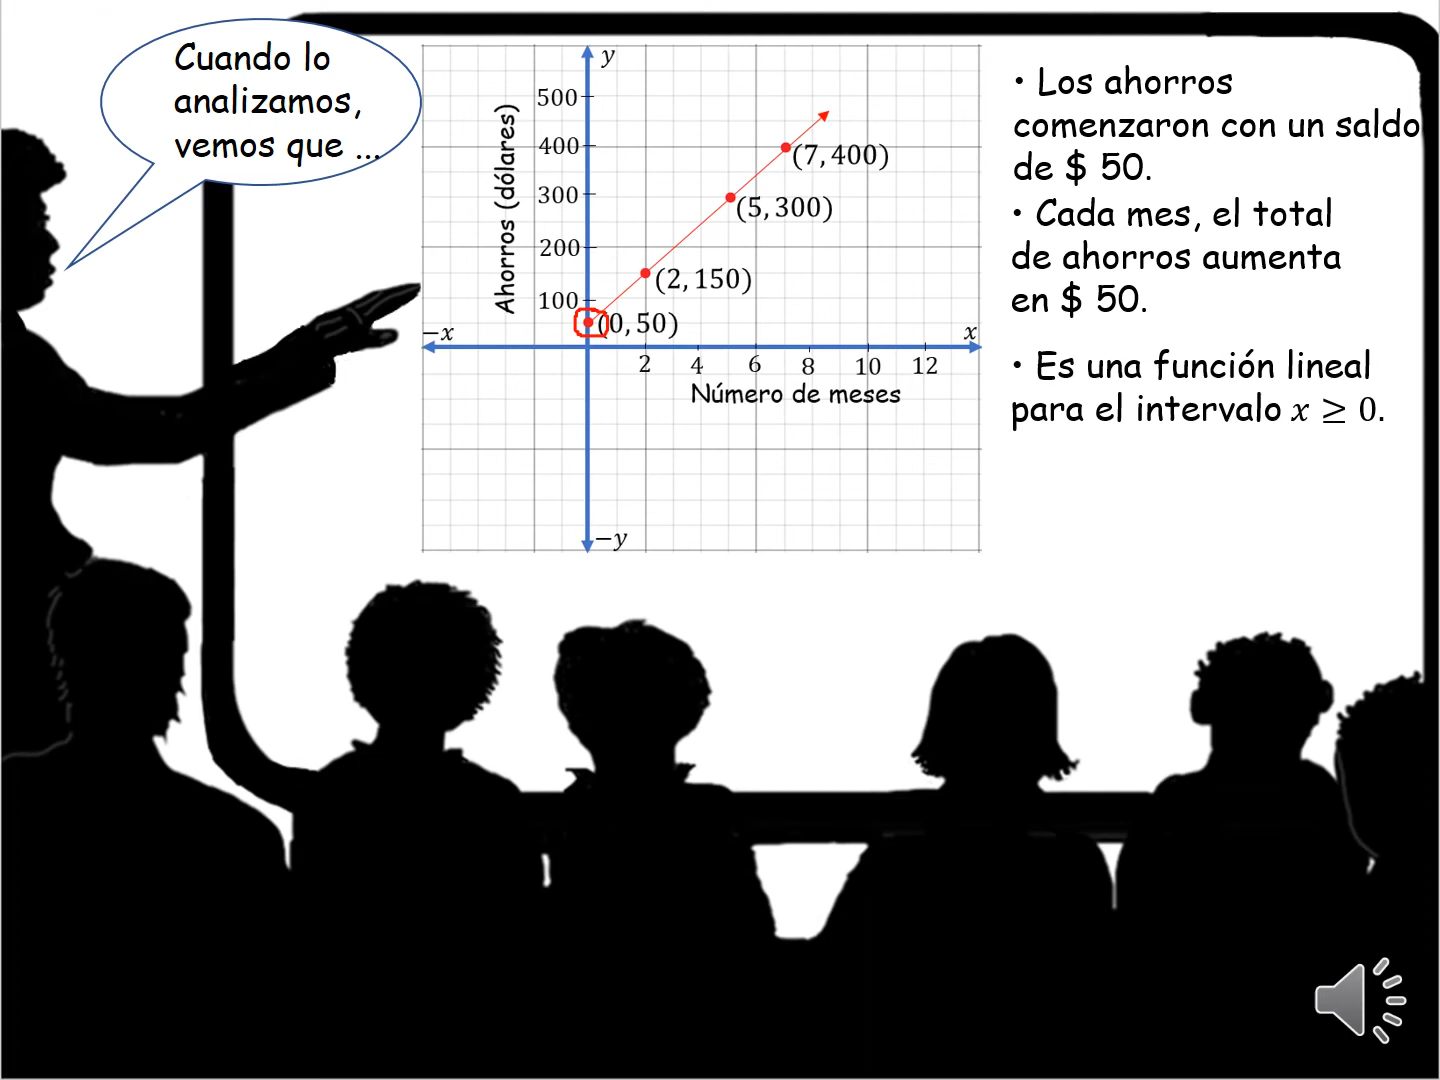 Cuando lo
analizamos,
vemos que ...
y
Ahorros (dólares)
500
400
300
200
100
(7, 400)
(5, 300)
(2, 150)
(0, 50)
−x
x
2 4 6 8 10 12
Número de meses
−y
• Los ahorros
comenzaron con un saldo
de $ 50.
• Cada mes, el total
de ahorros aumenta
en $ 50.
• Es una función lineal
para el intervalo x ≥ 0.